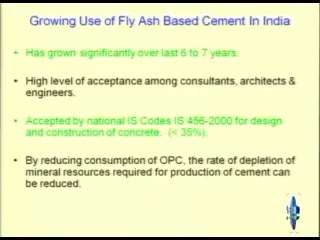 Growing Use of Fly Ash Based Cement In India
• Has grown significantly over last 6 to 7 years.
• High level of acceptance among consultants, architects &
engineers.
• Accepted by national IS Codes IS 456-2000 for design
and construction of concrete. (< 35%).
• By reducing consumption of OPC, the rate of depletion of
mineral resources required for production of cement can
be reduced.